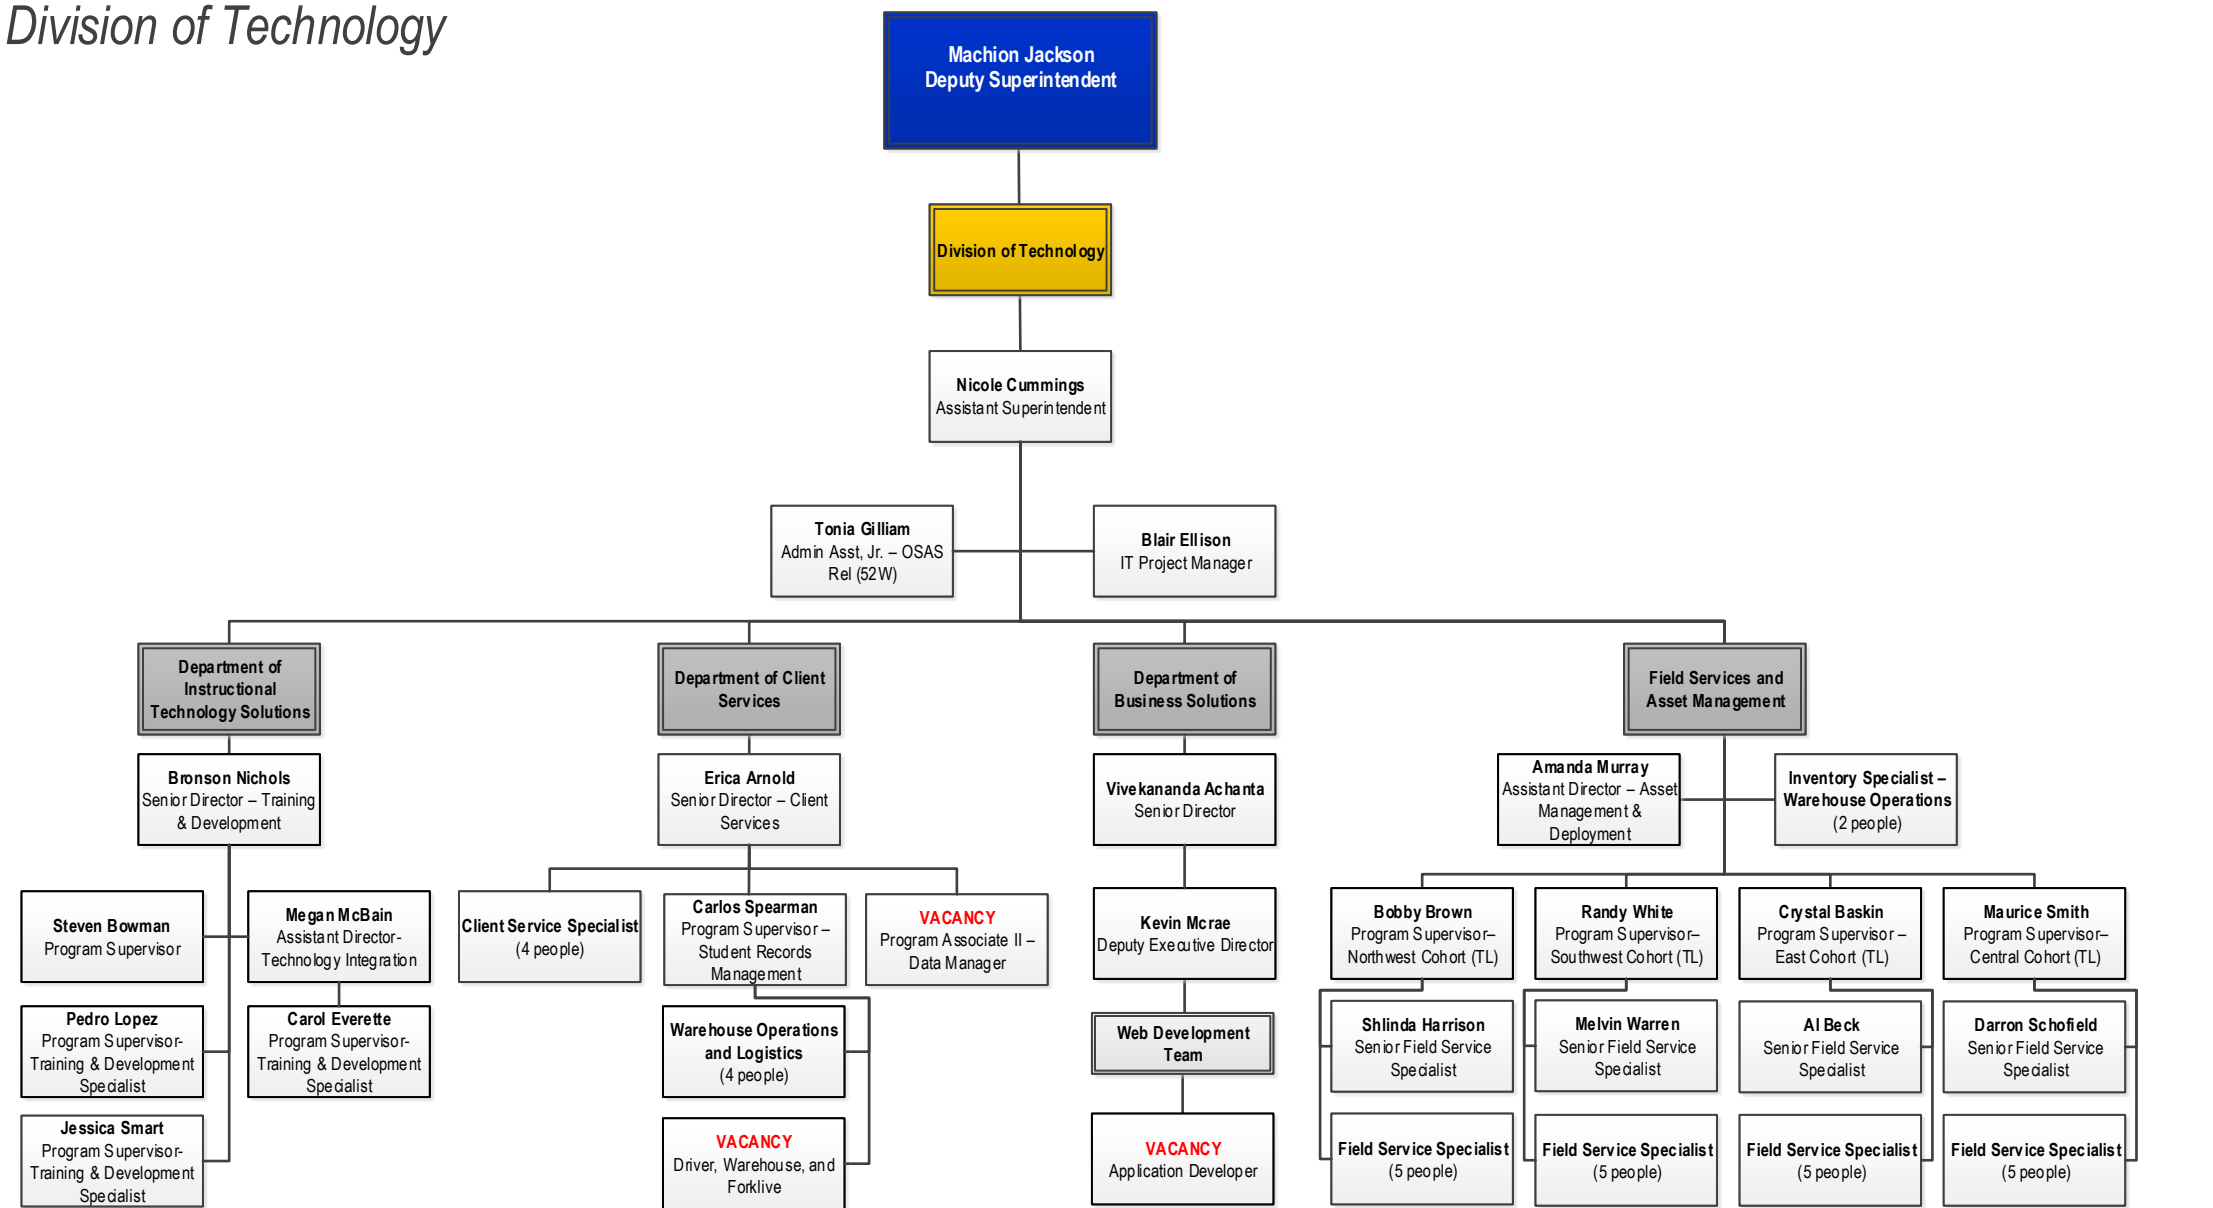 Division of Technology
Machion Jackson
Deputy Superintendent
Division of Technology
Nicole Cummings
Assistant Superintendent
Tonia Gilliam
Admin Asst, Jr. – OSAS
Rel (52W)
Blair Ellison
IT Project Manager
Department of
Instructional
Technology Solutions
Department of Client
Services
Department of
Business Solutions
Field Services and
Asset Management
Bronson Nichols
Senior Director – Training
& Development
Erica Arnold
Senior Director – Client
Services
Vivekananda Achanta
Senior Director
Amanda Murray
Assistant Director – Asset
Management &
Deployment
Inventory Specialist –
Warehouse Operations
(2 people)
Steven Bowman
Program Supervisor
Megan McBain
Assistant Director-
Technology Integration
Client Service Specialist
(4 people)
Carlos Spearman
Program Supervisor –
Student Records
Management
VACANCY
Program Associate II –
Data Manager
Kevin Mcrae
Deputy Executive Director
Bobby Brown
Program Supervisor–
Northwest Cohort (TL)
Randy White
Program Supervisor–
Southwest Cohort (TL)
Crystal Baskin
Program Supervisor –
East Cohort (TL)
Maurice Smith
Program Supervisor–
Central Cohort (TL)
Pedro Lopez
Program Supervisor-
Training & Development
Specialist
Carol Everette
Program Supervisor-
Training & Development
Specialist
Warehouse Operations
and Logistics
(4 people)
Web Development
Team
Shlinda Harrison
Senior Field Service
Specialist
Melvin Warren
Senior Field Service
Specialist
Al Beck
Senior Field Service
Specialist
Darron Schofield
Senior Field Service
Specialist
Jessica Smart
Program Supervisor-
Training & Development
Specialist
VACANCY
Driver, Warehouse, and
Forklive
VACANCY
Application Developer
Field Service Specialist
(5 people)
Field Service Specialist
(5 people)
Field Service Specialist
(5 people)
Field Service Specialist
(5 people)